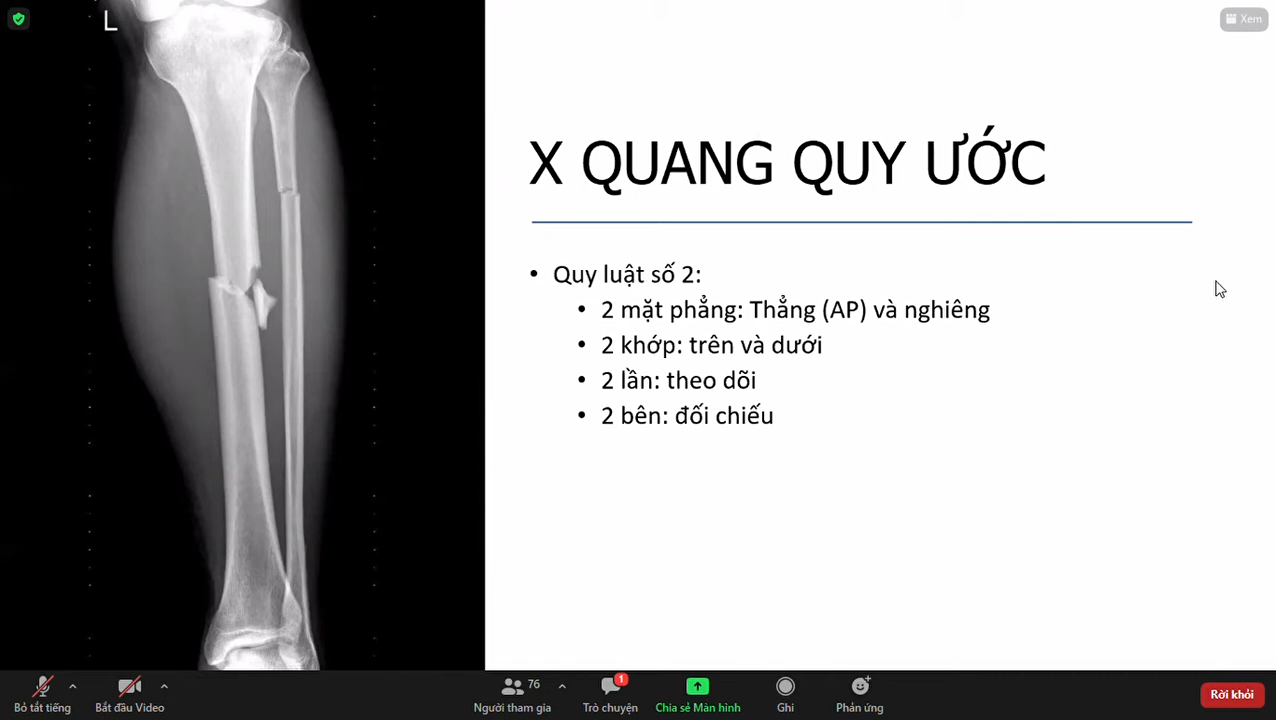 L
Xem
X QUANG QUY ƯỚC
• Quy luật số 2:
• 2 mặt phẳng: Thẳng (AP) và nghiêng
• 2 khớp: trên và dưới
• 2 lần: theo dõi
• 2 bên: đối chiếu
76
1
Bỏ tắt tiếng
Bắt đầu Video
Người tham gia
Trò chuyện
Chia sẻ Màn hình
Ghi
Phản ứng
Rời khỏi